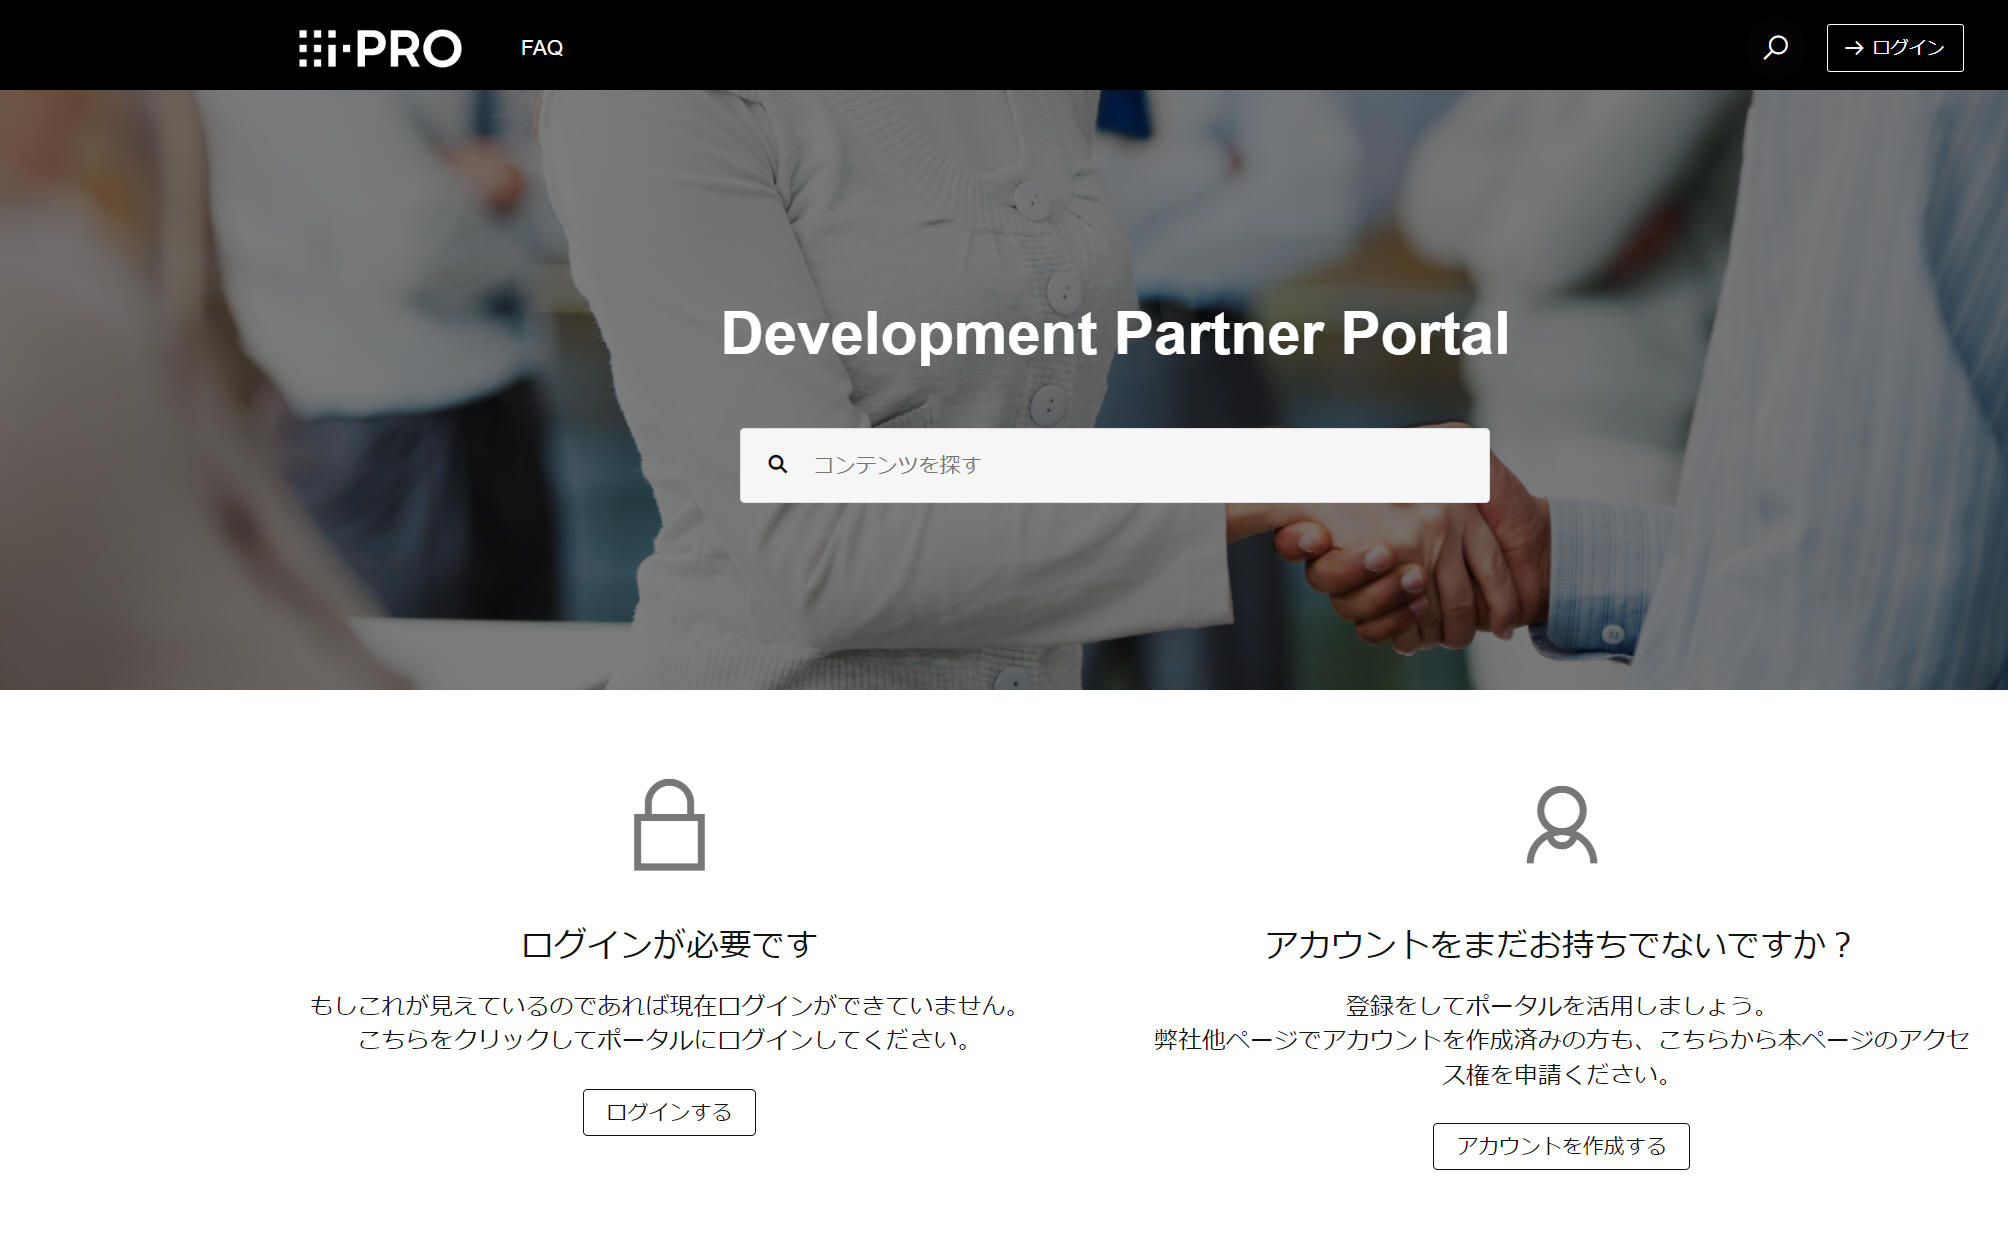 i-PRO
FAQ
ログイン
Development Partner Portal
コンテンツを探す
ログインが必要です
もしこれが見えているのであれば現在ログインができていません。
こちらをクリックしてポータルにログインしてください。
ログインする
アカウントをまだお持ちでないですか？
登録をしてポータルを活用しましょう。
弊社他ページでアカウントを作成済みの方も、こちらから本ページのアクセ
ス権を申請ください。
アカウントを作成する